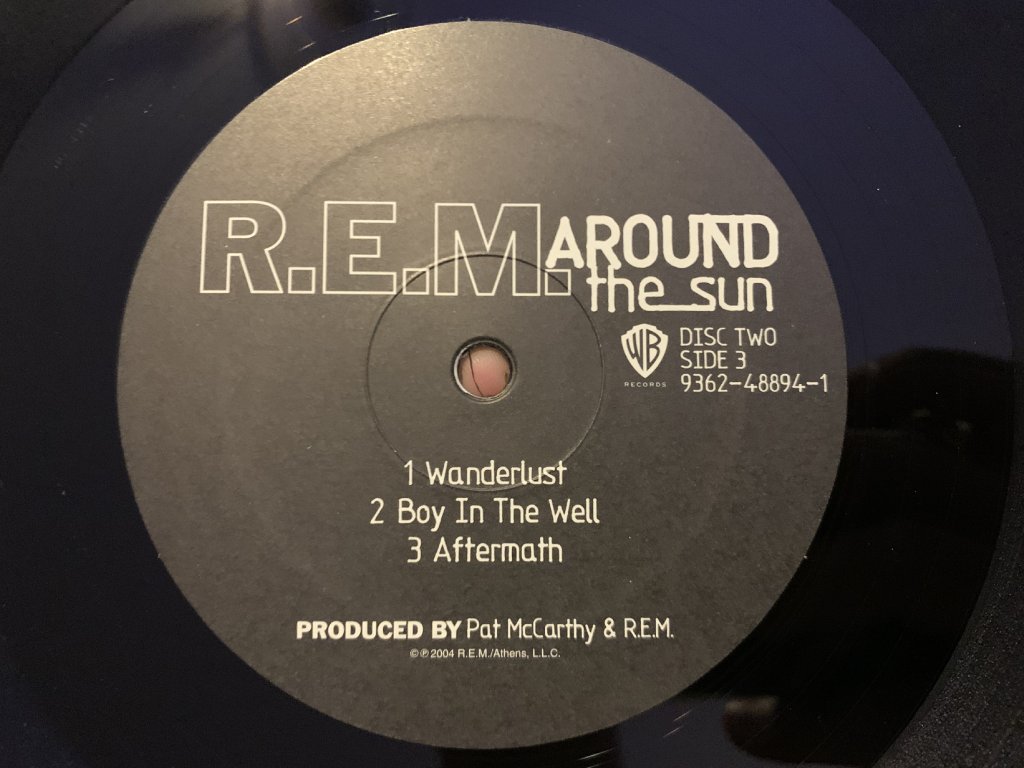 R.E.M. AROUND
the sun
WB
RECORDS
DISC TWO
SIDE 3
9362-48894-1
1 Wanderlust
2 Boy In The Well
3 Aftermath
PRODUCED BY Pat McCarthy & R.E.M.
© ℗ 2004 R.E.M./Athens, L.L.C.